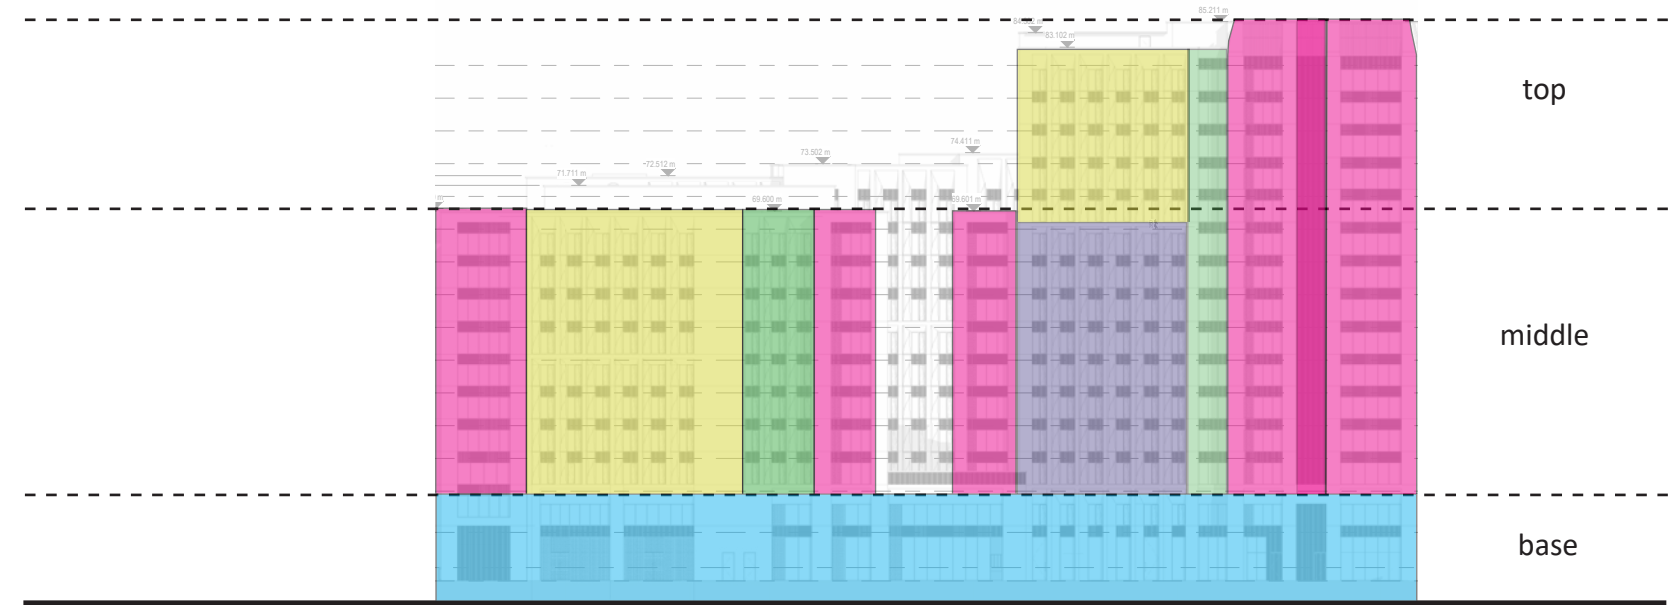 85.211 m
83.102 m
top
74.411 m
73.502 m
72.512 m
71.711 m
69.600 m
69.601 m
m
middle
base